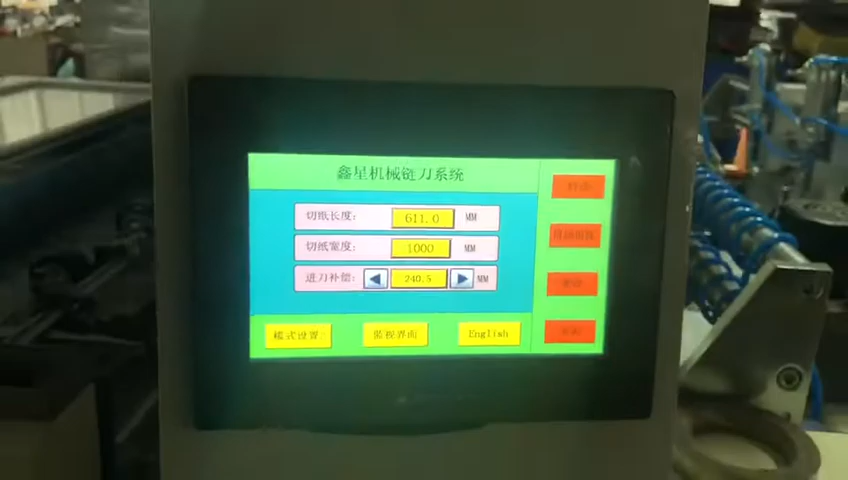 鑫星机械链刀系统
切纸长度: 611.0 MM
切纸宽度: 1000 MM
进刀补偿: 240.5 MM
模式设置 监视界面 English